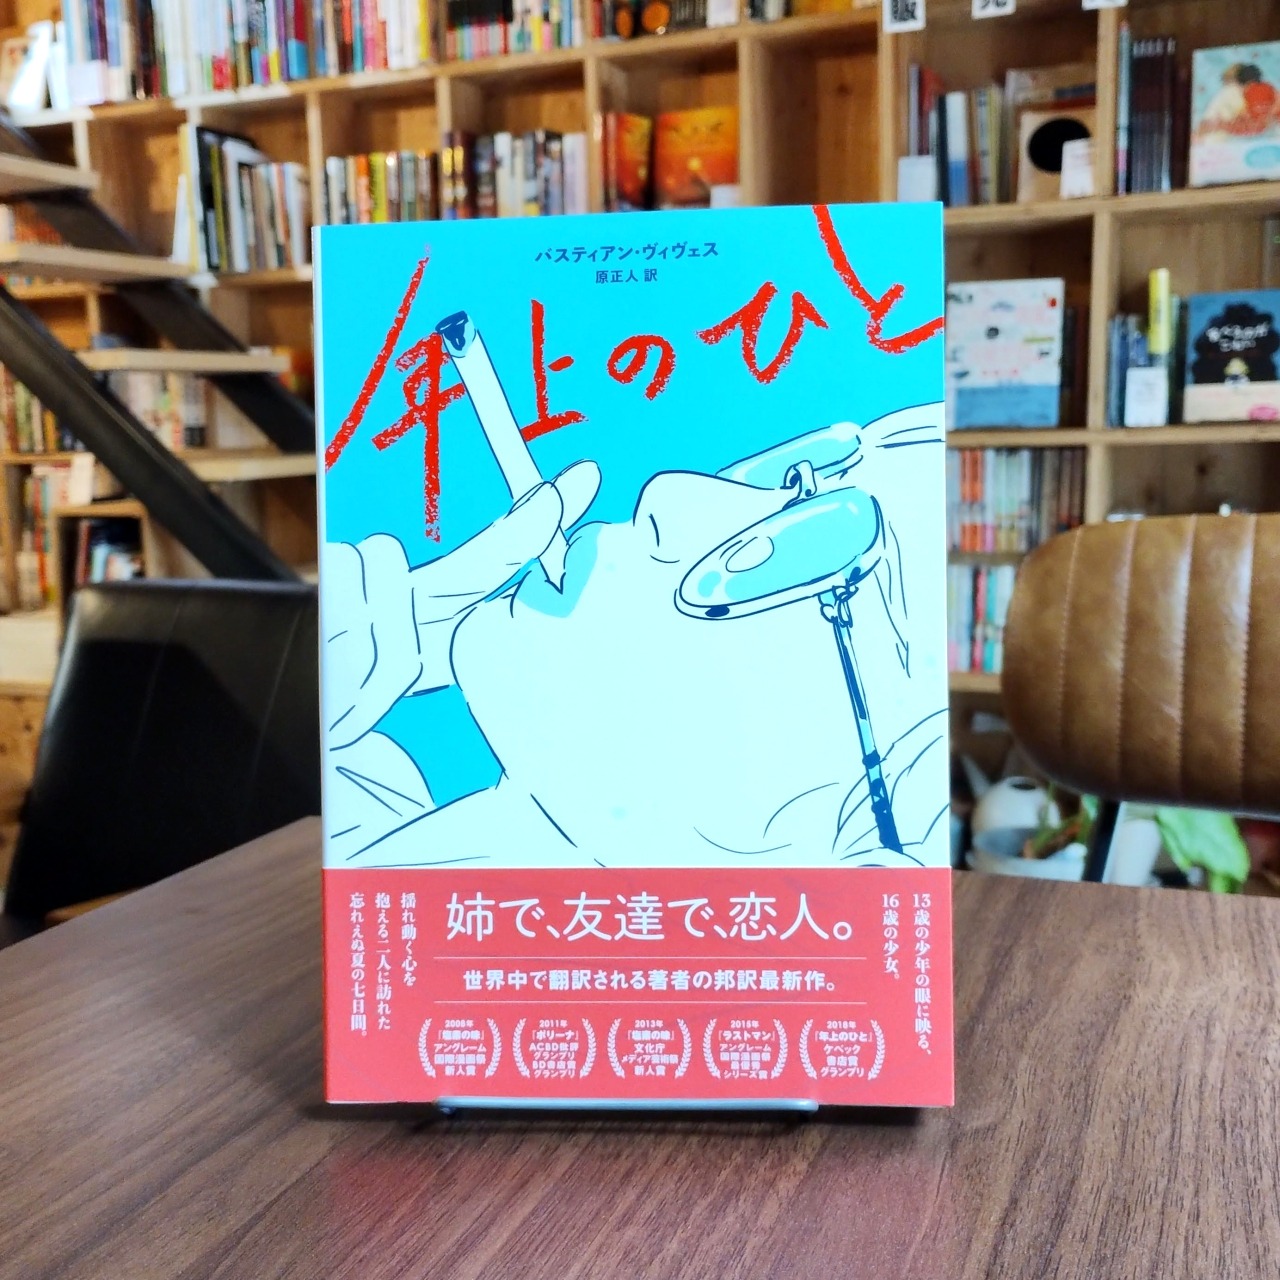 販
バスティアン・ヴィヴェス
原正人 訳
年上のひと
13歳の少年の眼に映る、
16歳の少女。
姉で、友達で、恋人。
世界中で翻訳される著者の邦訳最新作。
揺れ動く心を
抱える二人に訪れた
忘れえぬ夏の七日間。
2009年
『塩素の味』
アングレーム
国際漫画祭
新人賞
2011年
『ポリーナ』
ACBD批評
グランプリ
BD書店賞
グランプリ
2013年
『塩素の味』
文化庁
メディア芸術祭
新人賞
2015年
『ラストマン』
アングレーム
国際漫画祭
最優秀
シリーズ賞
2018年
『年上のひと』
ケベック
書店賞
グランプリ